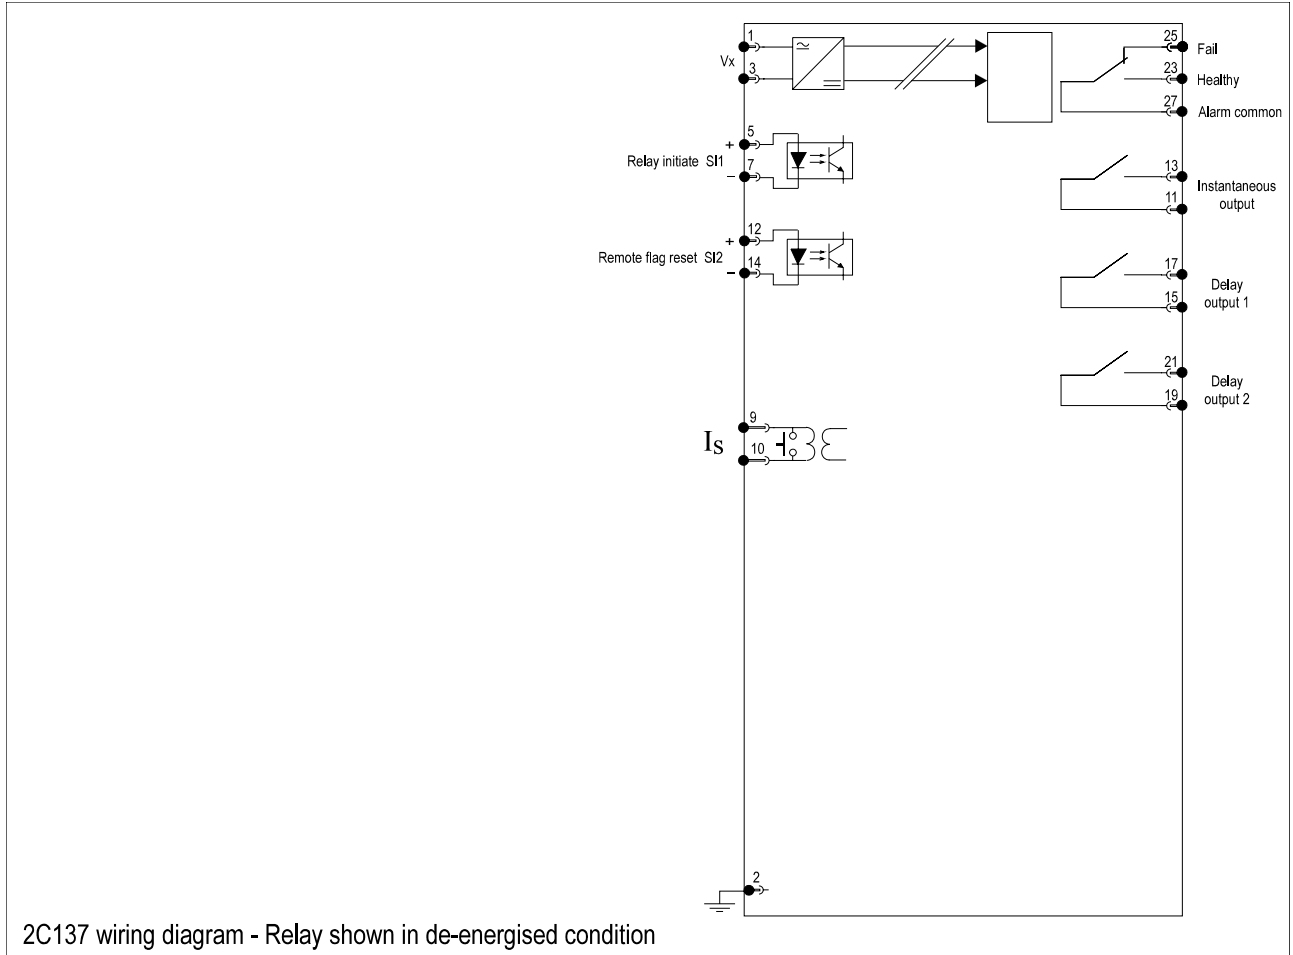 1
Vx
3
25
Fail
23
Healthy
27
Alarm common
5
+
Relay initiate SI1
7
–
13
Instantaneous
output
11
12
+
Remote flag reset SI2
14
–
17
Delay
output 1
15
21
Delay
output 2
19
9
Is
10
2
2C137 wiring diagram - Relay shown in de-energised condition